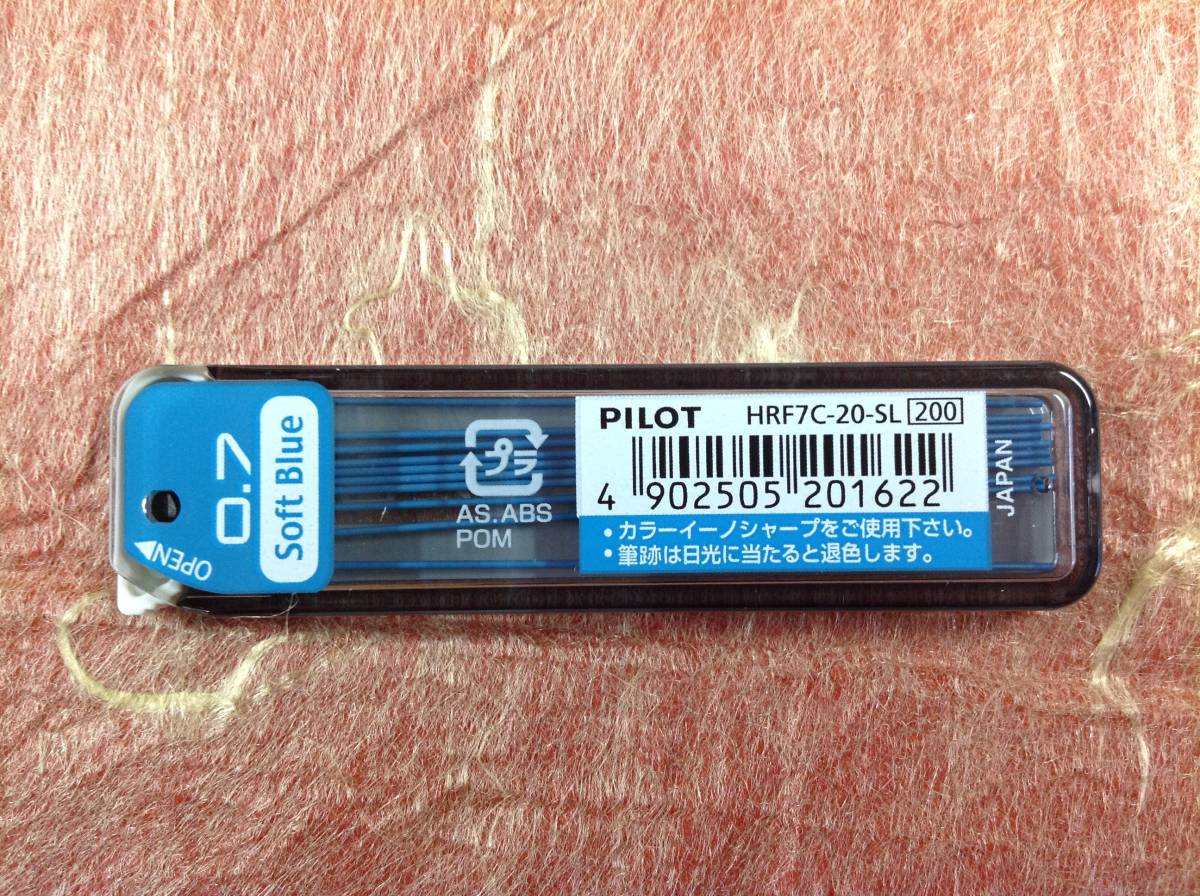 0.7
Soft Blue
OPEN
プラ
AS.ABS
POM
PILOT HRF7C-20-SL 200
4 902505 201622
・カラーイーノシャープをご使用下さい。
・筆跡は日光に当たると退色します。
JAPAN